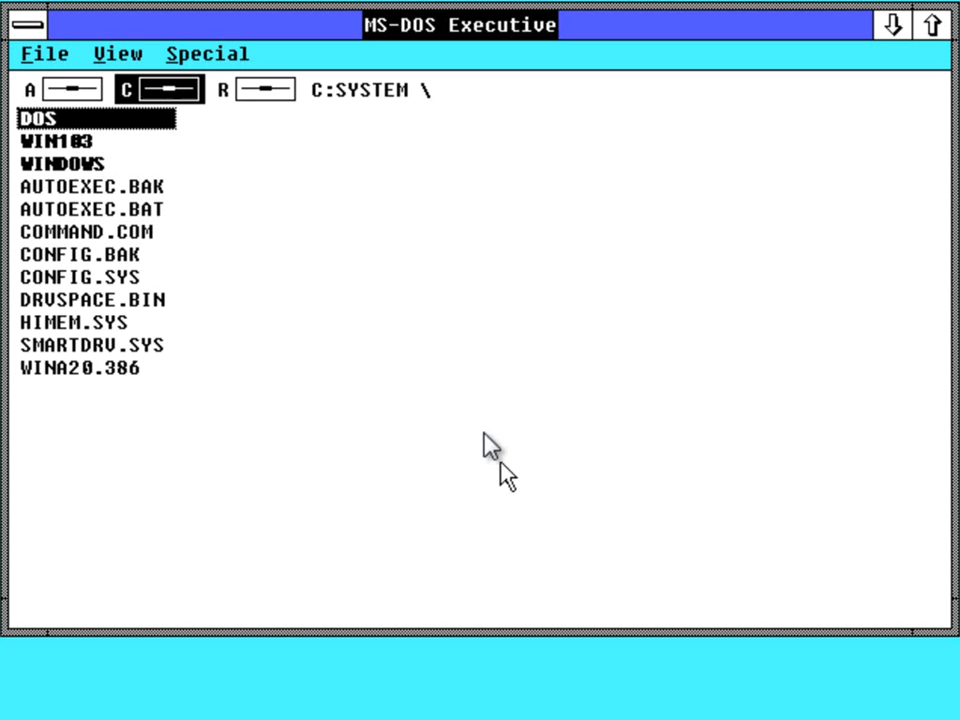 MS-DOS Executive
File View Special
A C R C:SYSTEM \
DOS
WIN103
WINDOWS
AUTOEXEC.BAK
AUTOEXEC.BAT
COMMAND.COM
CONFIG.BAK
CONFIG.SYS
DRVSPACE.BIN
HIMEM.SYS
SMARTDRV.SYS
WINA20.386